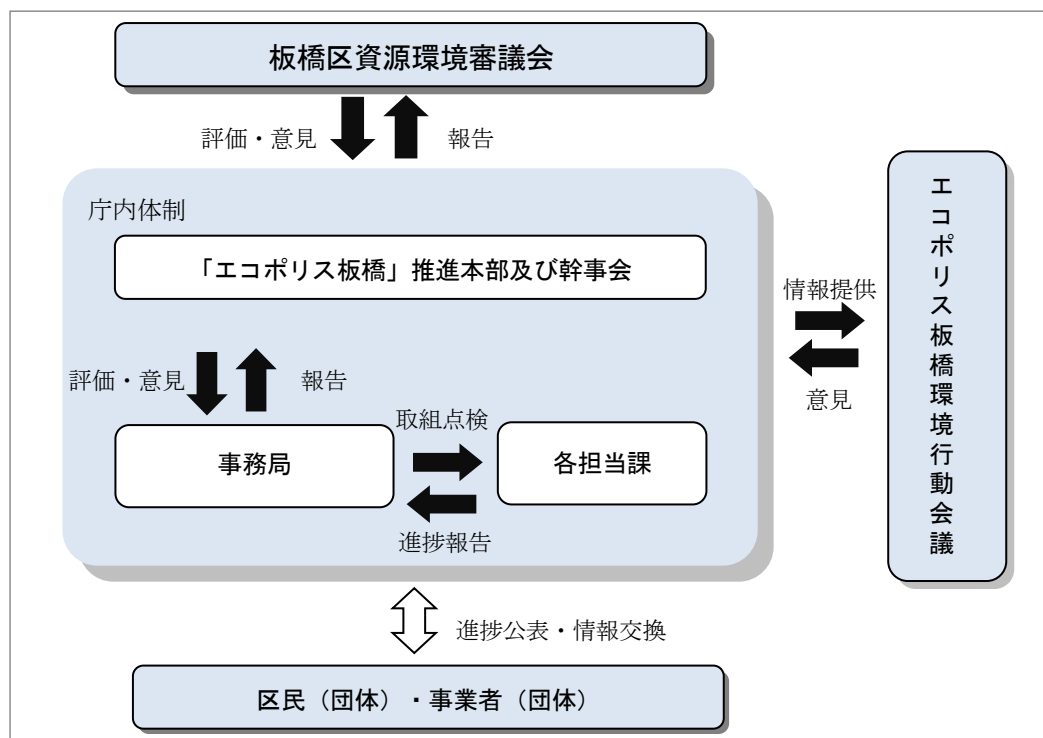 板橋区資源環境審議会
評価・意見
報告
庁内体制
「エコポリス板橋」推進本部及び幹事会
評価・意見
報告
事務局
取組点検
進捗報告
各担当課
情報提供
意見
エコポリス板橋環境行動会議
進捗公表・情報交換
区民（団体）・事業者（団体）